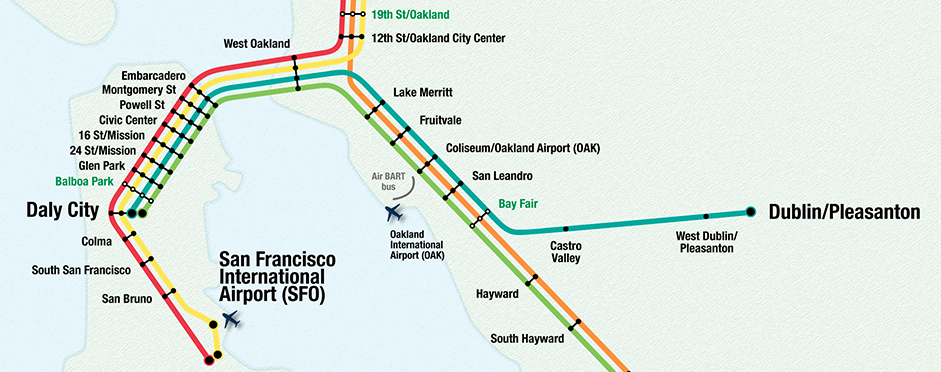 19th St/Oakland
12th St/Oakland City Center
West Oakland
Embarcadero
Montgomery St
Powell St
Civic Center
16 St/Mission
24 St/Mission
Glen Park
Balboa Park
Daly City
Colma
South San Francisco
San Bruno
San Francisco
International
Airport (SFO)
Lake Merritt
Fruitvale
Coliseum/Oakland Airport (OAK)
Air BART
bus
San Leandro
Oakland
International
Airport (OAK)
Bay Fair
Castro
Valley
West Dublin/
Pleasanton
Dublin/Pleasanton
Hayward
South Hayward